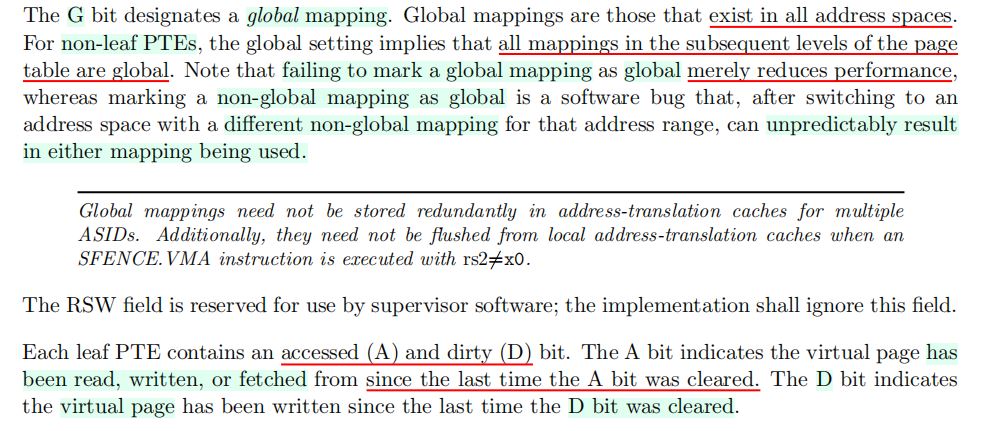 The G bit designates a global mapping. Global mappings are those that exist in all address spaces.
For non-leaf PTEs, the global setting implies that all mappings in the subsequent levels of the page
table are global. Note that failing to mark a global mapping as global merely reduces performance,
whereas marking a non-global mapping as global is a software bug that, after switching to an
address space with a different non-global mapping for that address range, can unpredictably result
in either mapping being used.
Global mappings need not be stored redundantly in address-translation caches for multiple
ASIDs. Additionally, they need not be flushed from local address-translation caches when an
SFENCE.VMA instruction is executed with rs2≠x0.
The RSW field is reserved for use by supervisor software; the implementation shall ignore this field.
Each leaf PTE contains an accessed (A) and dirty (D) bit. The A bit indicates the virtual page has
been read, written, or fetched from since the last time the A bit was cleared. The D bit indicates
the virtual page has been written since the last time the D bit was cleared.